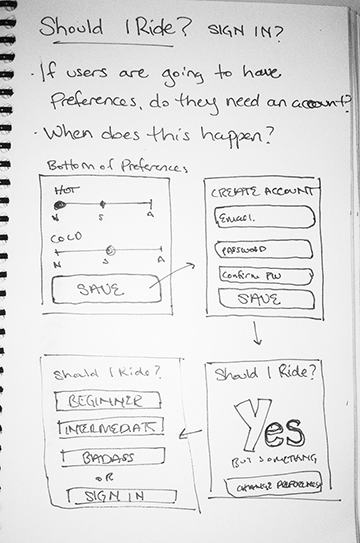 Should I Ride? SIGN IN?
· If users are going to have
Preferences, do they need an account?
· When does this happen?
Bottom of Preferences
HOT
N S A
COLD
N S A
SAVE
CREATE ACCOUNT
Email
PASSWORD
Confirm PW
SAVE
Should I Ride?
Yes
BUT SOMETHING
CHANGE PREFERENCES
Should I Ride?
BEGINNER
INTERMEDIATE
BADASS
OR
SIGN IN